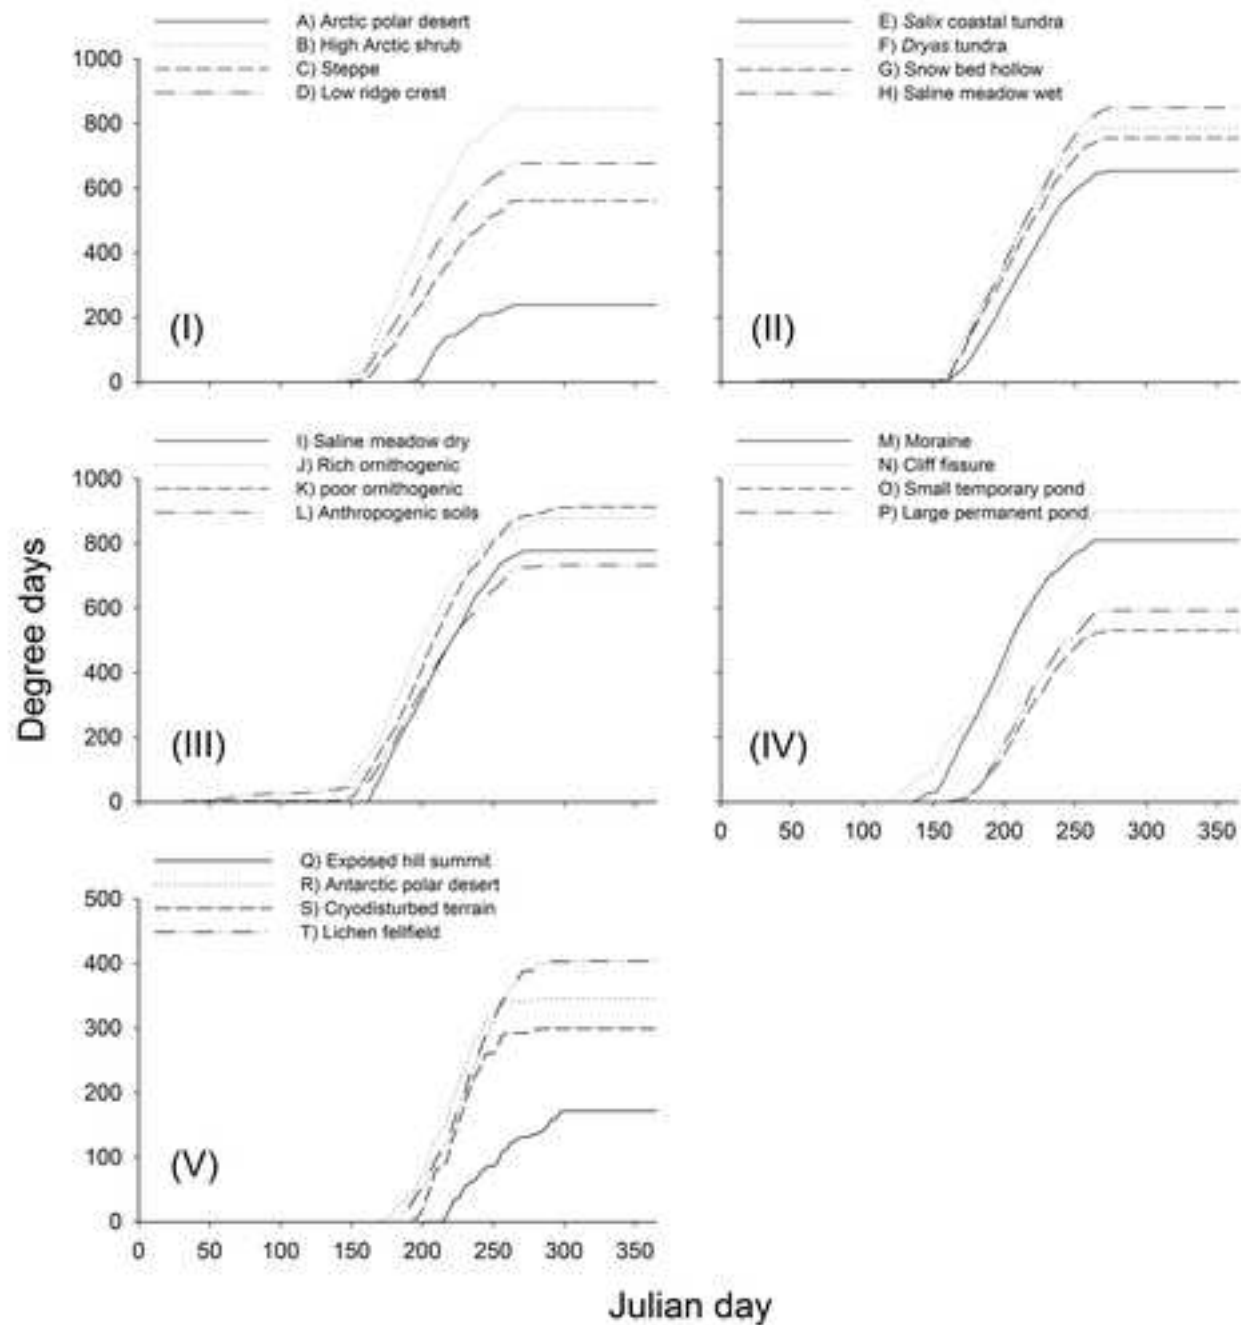 A) Arctic polar desert
B) High Arctic shrub
C) Steppe
D) Low ridge crest
1000
800
600
400
200
0
(I)
E) Salix coastal tundra
F) Dryas tundra
G) Snow bed hollow
H) Saline meadow wet
(II)
I) Saline meadow dry
J) Rich ornithogenic
K) poor ornithogenic
L) Anthropogenic soils
1000
800
600
400
200
0
(III)
M) Moraine
N) Cliff fissure
O) Small temporary pond
P) Large permanent pond
(IV)
0 50 100 150 200 250 300 350
Q) Exposed hill summit
R) Antarctic polar desert
S) Cryodisturbed terrain
T) Lichen fellfield
500
400
300
200
100
0
(V)
0 50 100 150 200 250 300 350
Degree days
Julian day